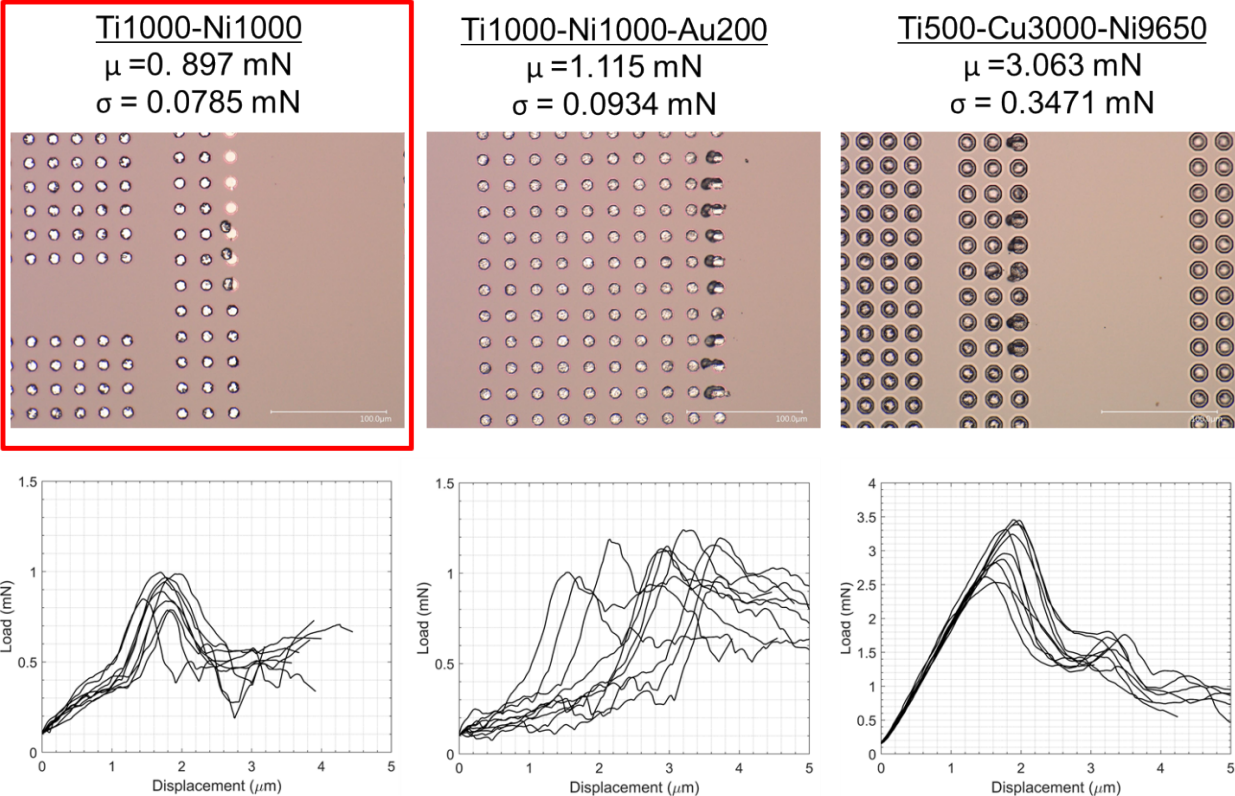 Ti1000-Ni1000
μ =0. 897 mN
σ = 0.0785 mN
Ti1000-Ni1000-Au200
μ =1.115 mN
σ = 0.0934 mN
Ti500-Cu3000-Ni9650
μ =3.063 mN
σ = 0.3471 mN
100.0μm
100.0μm
100.0μm
1.5
1
0.5
0
Load (mN)
0 1 2 3 4 5
Displacement (μm)
1.5
1
0.5
0
Load (mN)
0 1 2 3 4 5
Displacement (μm)
4
3.5
3
2.5
2
1.5
1
0.5
0
Load (mN)
0 1 2 3 4 5
Displacement (μm)